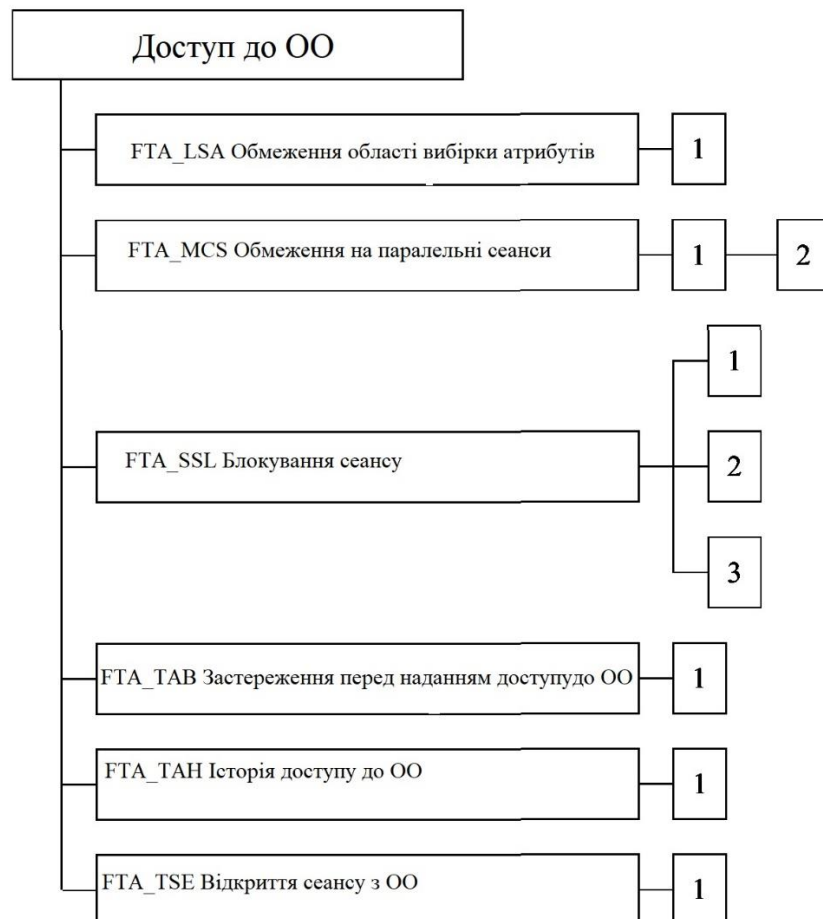 Доступ до ОО
FTA_LSA Обмеження області вибірки атрибутів
1
FTA_MCS Обмеження на паралельні сеанси
1
2
1
FTA_SSL Блокування сеансу
2
3
FTA_TAB Застереження перед наданням доступудо ОО
1
FTA_TAH Історія доступу до ОО
1
FTA_TSE Відкриття сеансу з ОО
1